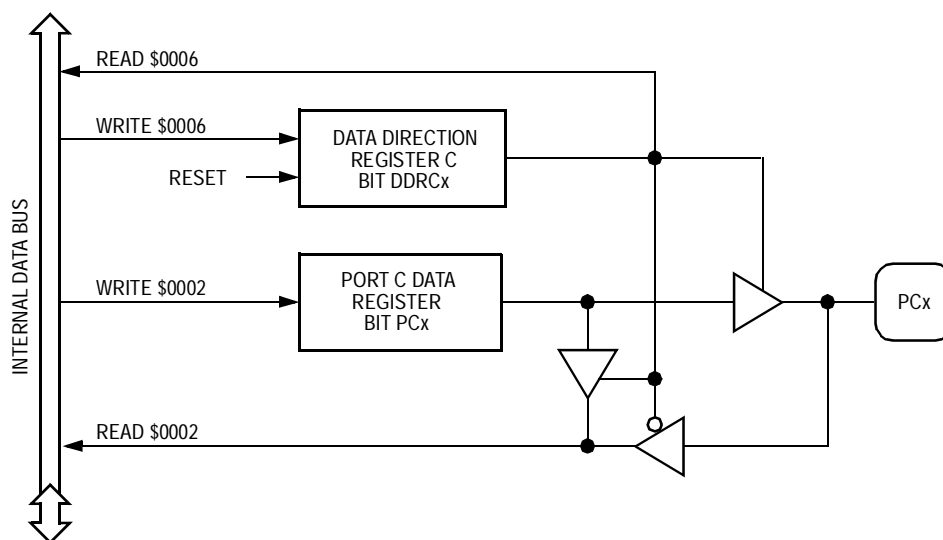 READ $0006
WRITE $0006
DATA DIRECTION
REGISTER C
BIT DDRCx
RESET
INTERNAL DATA BUS
WRITE $0002
PORT C DATA
REGISTER
BIT PCx
PCx
READ $0002